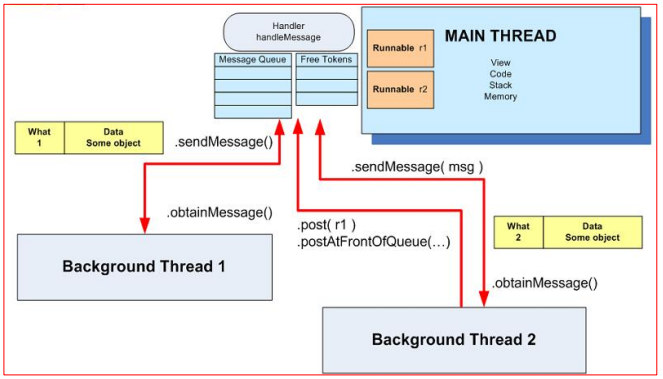 Handler
handleMessage
Message Queue
Free Tokens
Runnable r1
Runnable r2
MAIN THREAD
View
Code
Stack
Memory
What
1
Data
Some object
.sendMessage()
.obtainMessage()
Background Thread 1
.sendMessage( msg )
.post( r1 )
.postAtFrontOfQueue(…)
What
2
Data
Some object
.obtainMessage()
Background Thread 2